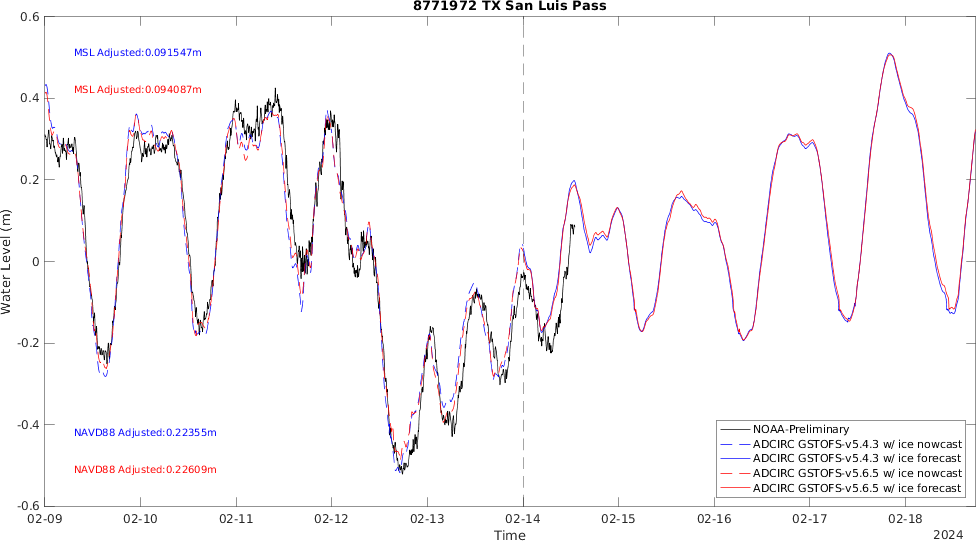 8771972 TX San Luis Pass
0.6
MSL Adjusted:0.091547m
0.4
MSL Adjusted:0.094087m
0.2
0
Water Level (m)
-0.2
-0.4
NAVD88 Adjusted:0.22355m
NAVD88 Adjusted:0.22609m
-0.6
NOAA-Preliminary
ADCIRC GSTOFS-v5.4.3 w/ ice nowcast
ADCIRC GSTOFS-v5.4.3 w/ ice forecast
ADCIRC GSTOFS-v5.6.5 w/ ice nowcast
ADCIRC GSTOFS-v5.6.5 w/ ice forecast
02-09 02-10 02-11 02-12 02-13 02-14 02-15 02-16 02-17 02-18
Time
2024